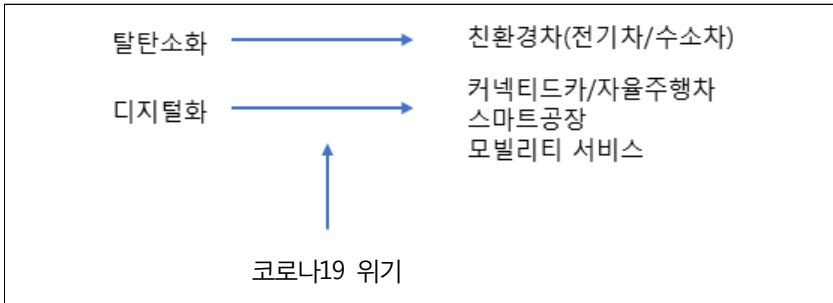 탈탄소화 친환경차(전기차/수소차)
디지털화 커넥티드카/자율주행차
스마트공장
모빌리티 서비스
코로나19 위기